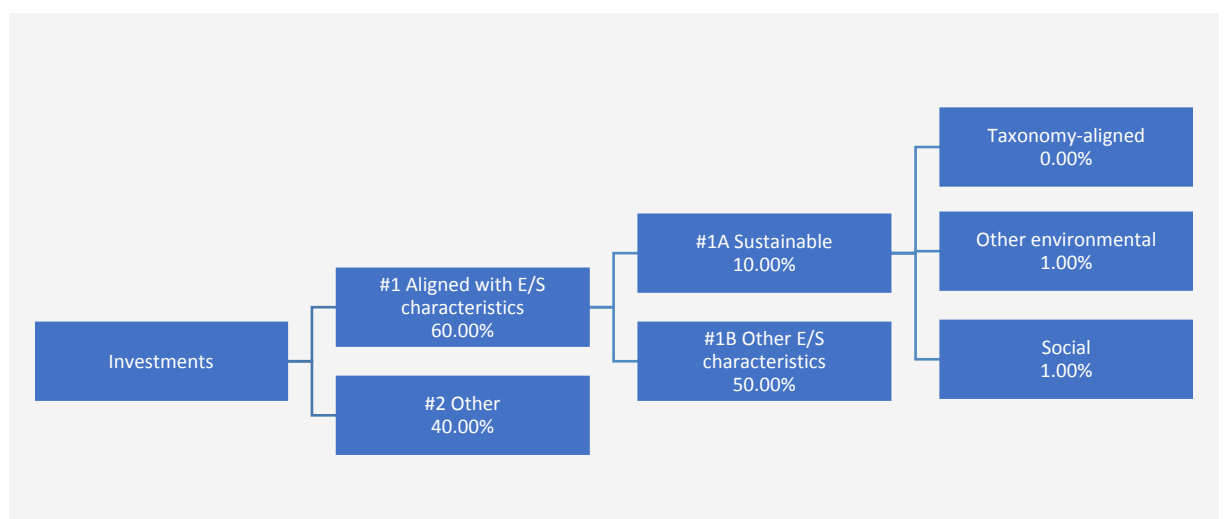 Investments
#1 Aligned with E/S
characteristics
60.00%
#2 Other
40.00%
#1A Sustainable
10.00%
#1B Other E/S
characteristics
50.00%
Taxonomy-aligned
0.00%
Other environmental
1.00%
Social
1.00%